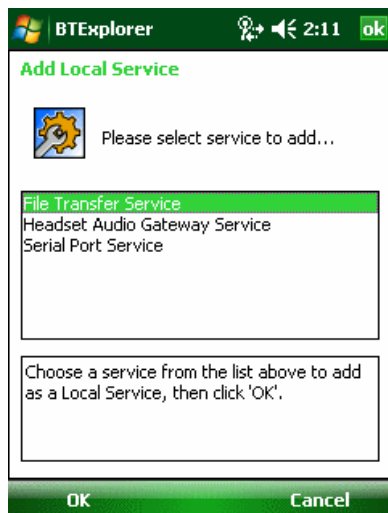 BTExplorer 2:11 ok
Add Local Service
Please select service to add...
File Transfer Service
Headset Audio Gateway Service
Serial Port Service
Choose a service from the list above to add
as a Local Service, then click 'OK'.
OK Cancel